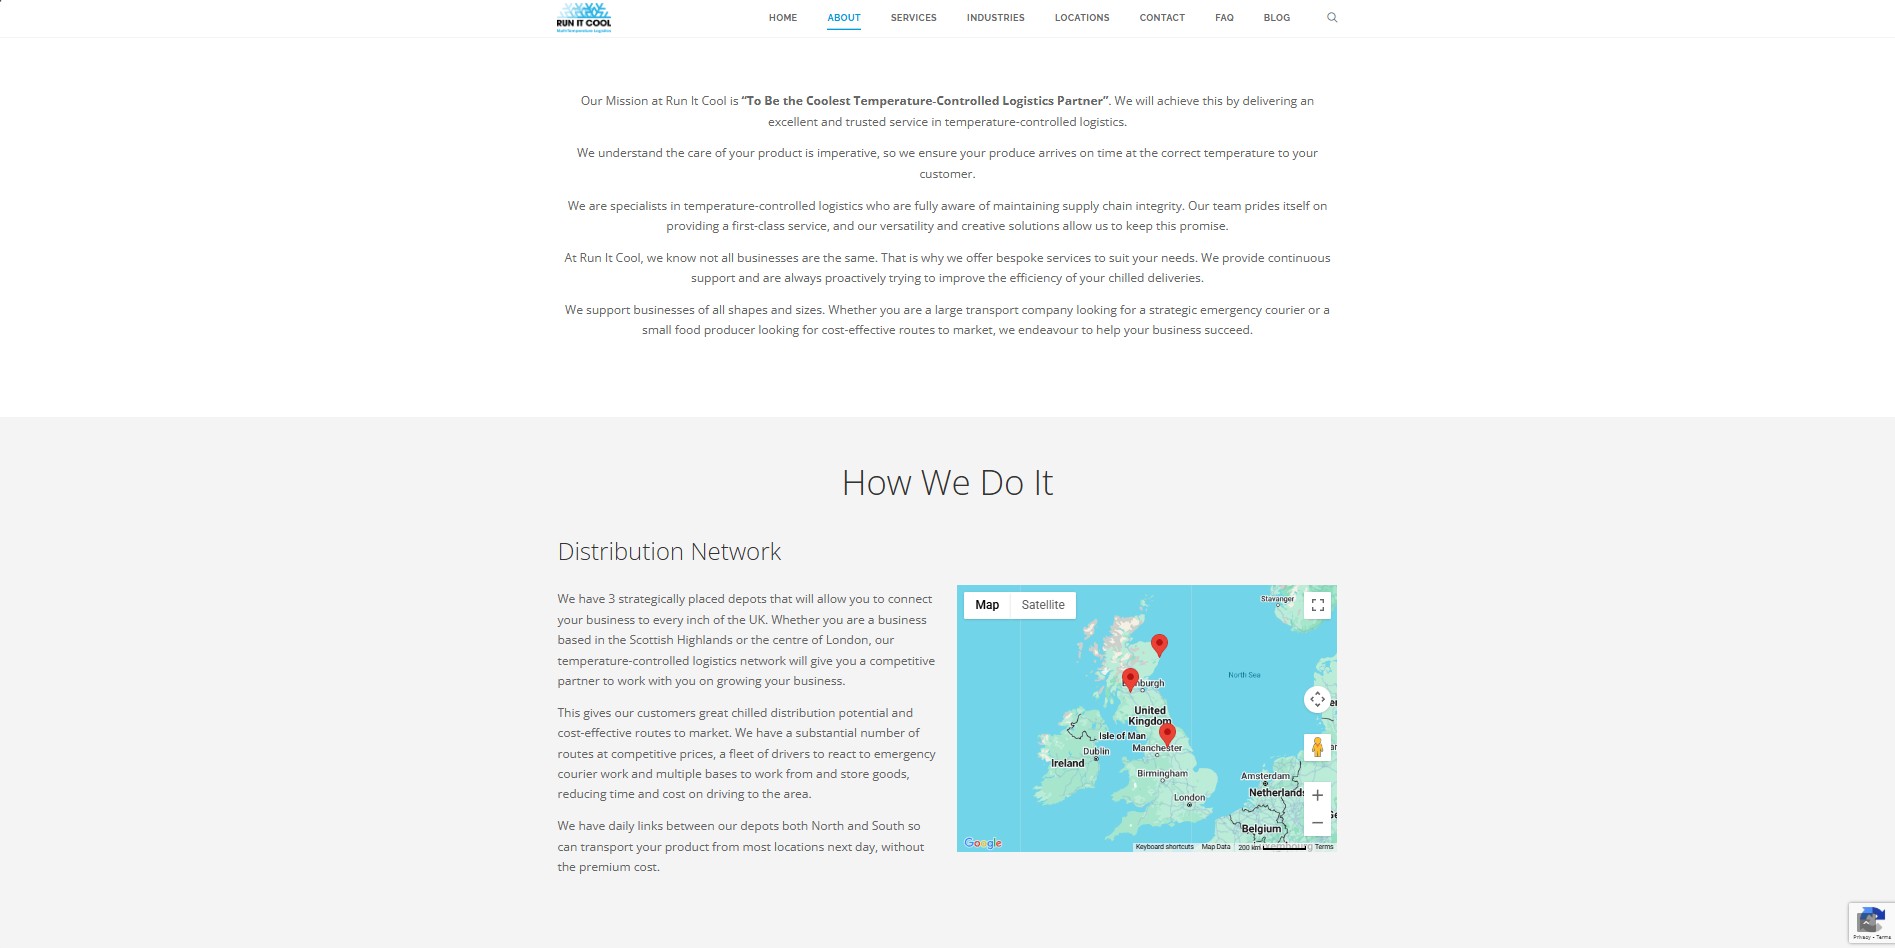 RUN IT COOL
Multi-Temperature Logistics
HOME ABOUT SERVICES INDUSTRIES LOCATIONS CONTACT FAQ BLOG
Our Mission at Run It Cool is “To Be the Coolest Temperature-Controlled Logistics Partner”. We will achieve this by delivering an
excellent and trusted service in temperature-controlled logistics.
We understand the care of your product is imperative, so we ensure your produce arrives on time at the correct temperature to your
customer.
We are specialists in temperature-controlled logistics who are fully aware of maintaining supply chain integrity. Our team prides itself on
providing a first-class service, and our versatility and creative solutions allow us to keep this promise.
At Run It Cool, we know not all businesses are the same. That is why we offer bespoke services to suit your needs. We provide continuous
support and are always proactively trying to improve the efficiency of your chilled deliveries.
We support businesses of all shapes and sizes. Whether you are a large transport company looking for a strategic emergency courier or a
small food producer looking for cost-effective routes to market, we endeavour to help your business succeed.
How We Do It
Distribution Network
We have 3 strategically placed depots that will allow you to connect
your business to every inch of the UK. Whether you are a business
based in the Scottish Highlands or the centre of London, our
temperature-controlled logistics network will give you a competitive
partner to work with you on growing your business.
This gives our customers great chilled distribution potential and
cost-effective routes to market. We have a substantial number of
routes at competitive prices, a fleet of drivers to react to emergency
courier work and multiple bases to work from and store goods,
reducing time and cost on driving to the area.
We have daily links between our depots both North and South so
can transport your product from most locations next day, without
the premium cost.
Map Satellite
Stavanger
North Sea
United
Kingdom
Isle of Man
Dublin
Manchester
Ireland
Birmingham
Amsterdam
London
Netherlands
Belgium
Google
Keyboard shortcuts Map Data 200 km Terms
Privacy - Terms